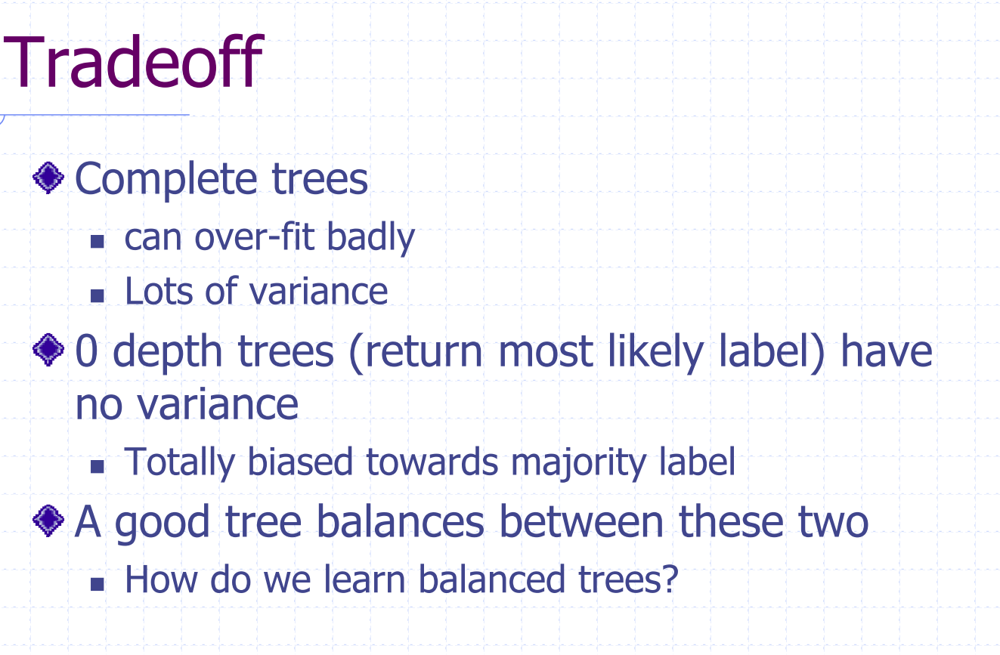 Tradeoff
Complete trees
can over-fit badly
Lots of variance
0 depth trees (return most likely label) have
no variance
Totally biased towards majority label
A good tree balances between these two
How do we learn balanced trees?